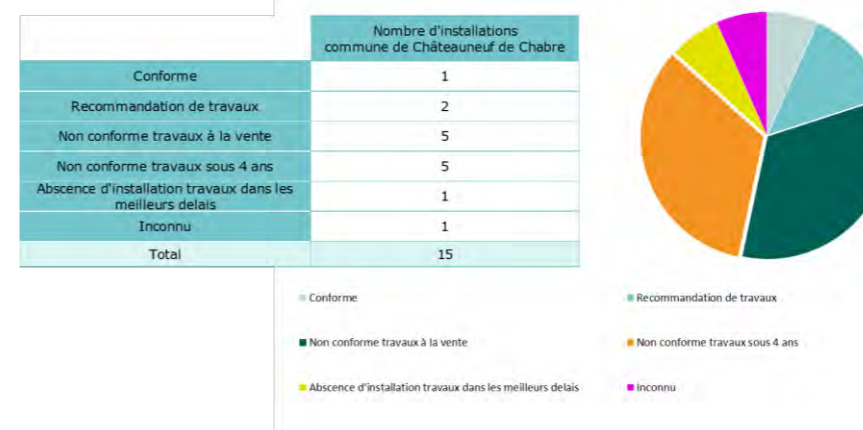 Nombre d'installations
commune de Châteauneuf de Chabre
Conforme 1
Recommandation de travaux 2
Non conforme travaux à la vente 5
Non conforme travaux sous 4 ans 5
Abscence d'installation travaux dans les
meilleurs delais 1
Inconnu 1
Total 15
Conforme Recommandation de travaux
Non conforme travaux à la vente Non conforme travaux sous 4 ans
Abscence d'installation travaux dans les meilleurs delais Inconnu